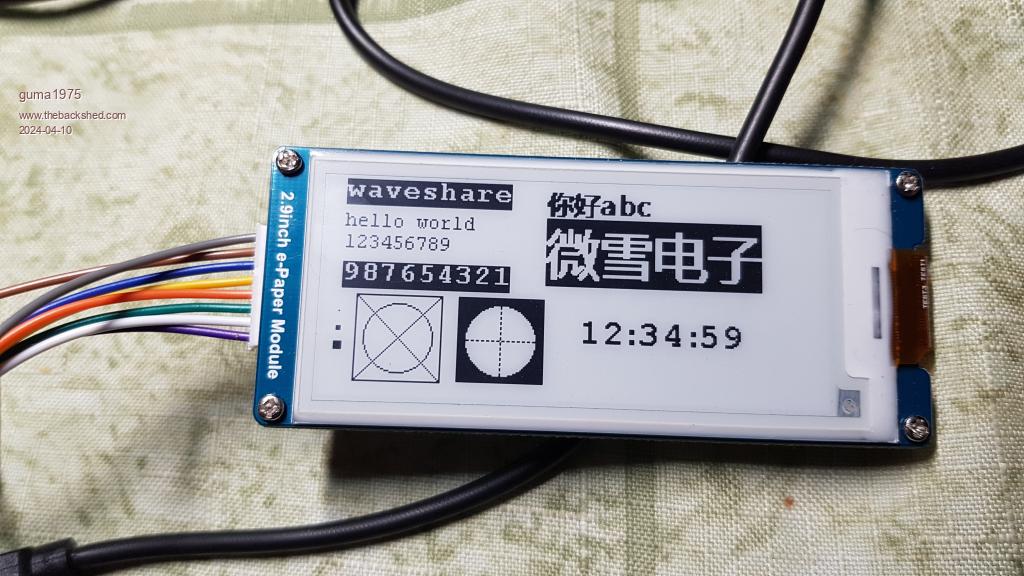 guma1975
www.thebackshed.com
2024-04-10
2.9inch e-Paper Module
waveshare
hello world
123456789
987654321
你好abc
微雪电子
12:34:59